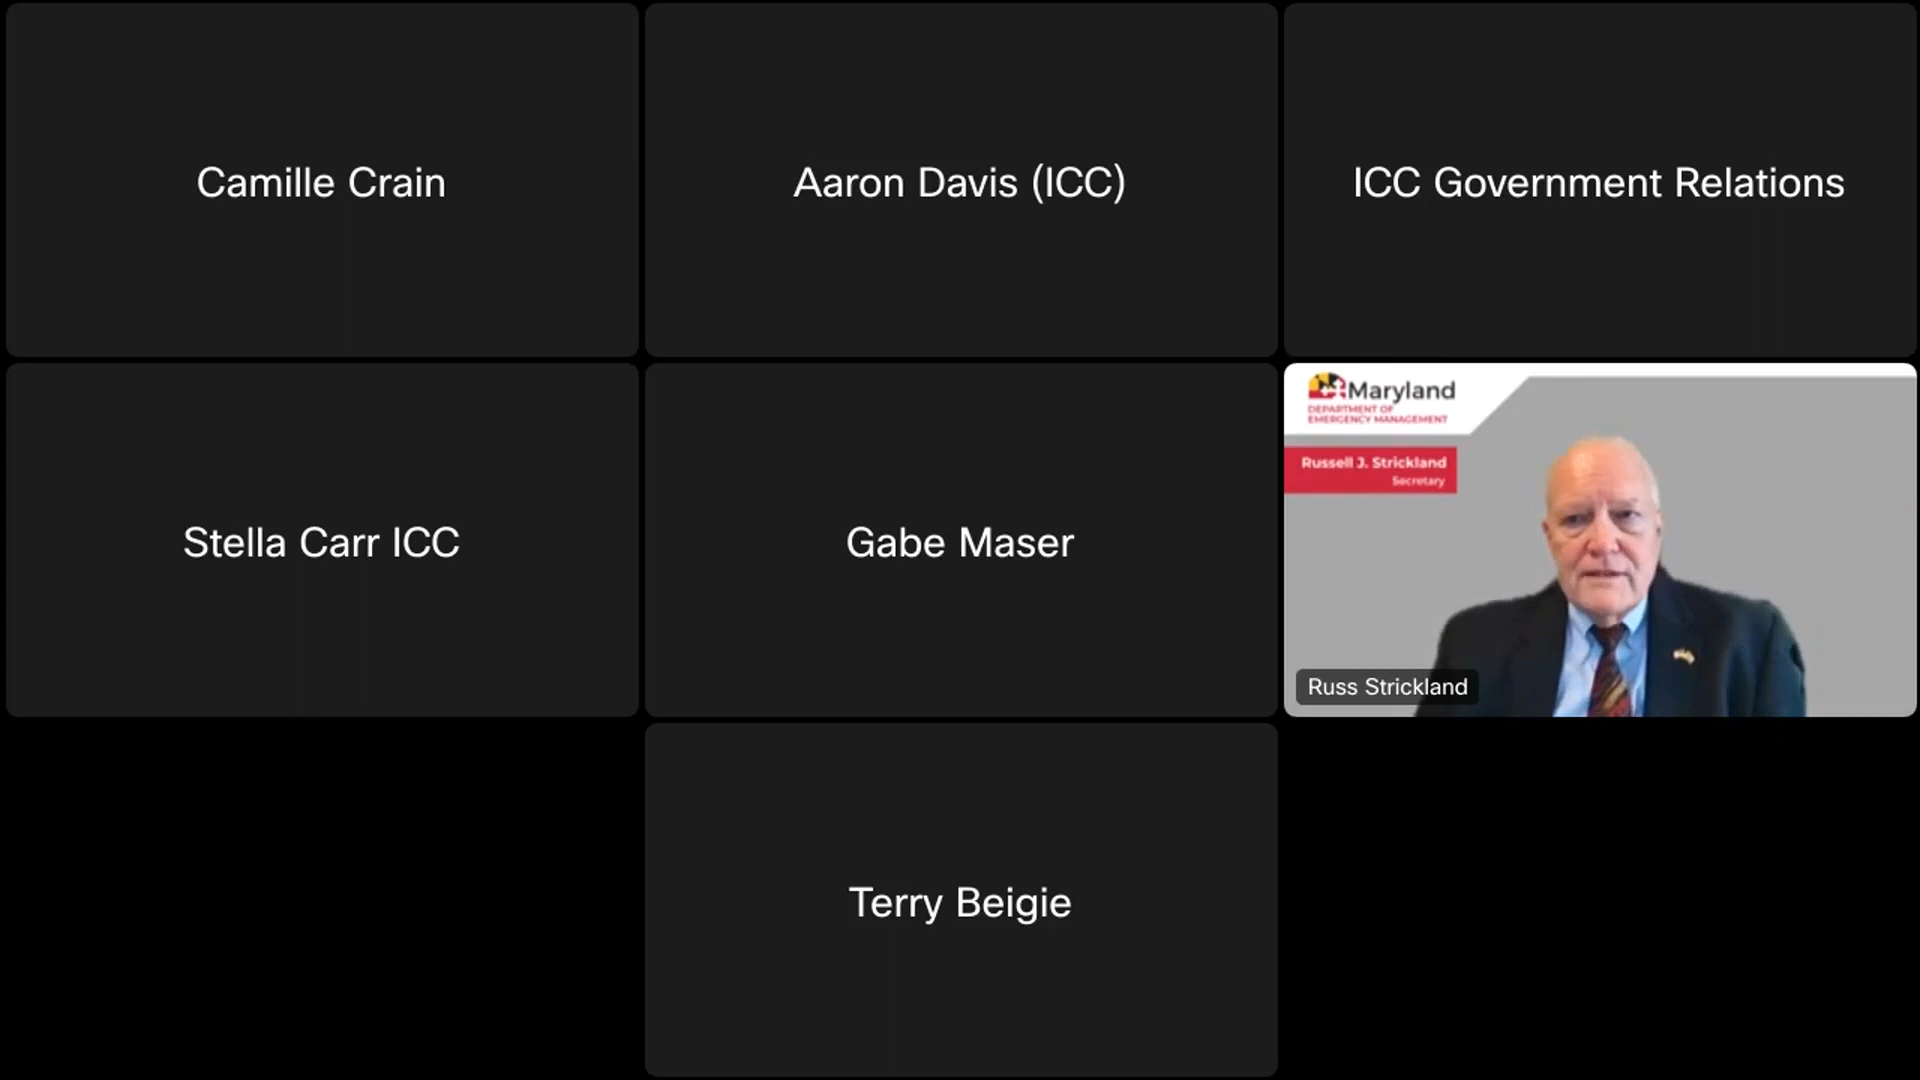 Camille Crain
Aaron Davis (ICC)
ICC Government Relations
Stella Carr ICC
Gabe Maser
Maryland
DEPARTMENT OF
EMERGENCY MANAGEMENT
Russell J. Strickland
Secretary
Russ Strickland
Terry Beigie